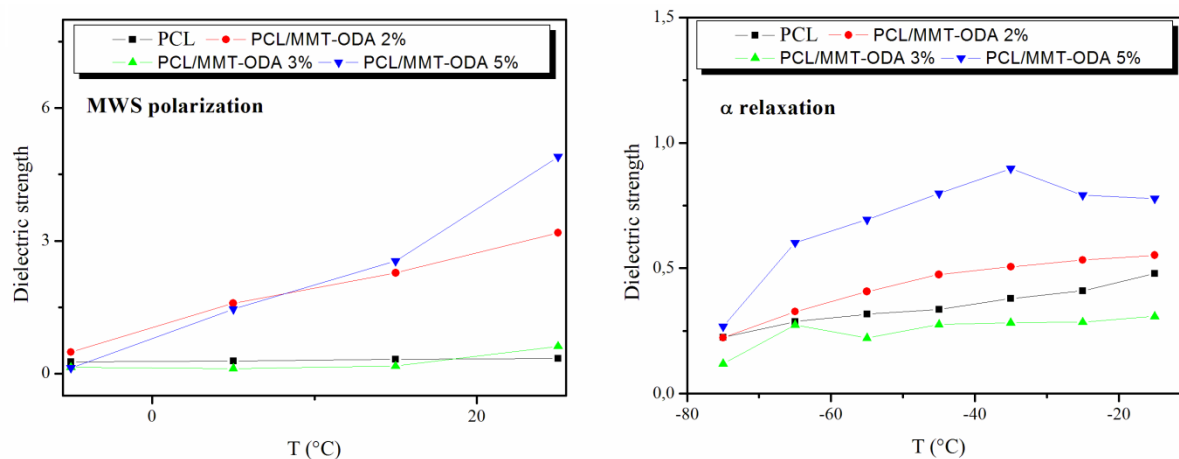 PCL PCL/MMT-ODA 2%
PCL/MMT-ODA 3% PCL/MMT-ODA 5%
MWS polarization
Dielectric strength
6
3
0
0 20
T (°C)
PCL PCL/MMT-ODA 2%
PCL/MMT-ODA 3% PCL/MMT-ODA 5%
α relaxation
Dielectric strength
1,5
1,0
0,5
0,0
-80 -60 -40 -20
T (°C)